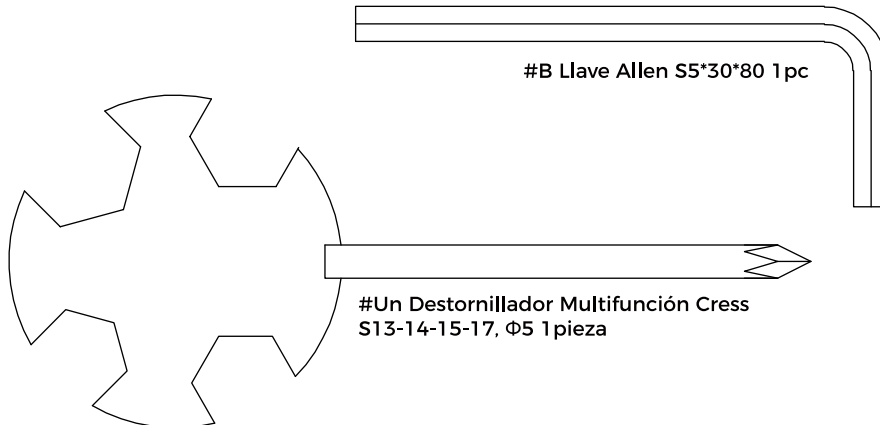 #B Llave Allen S5*30*80 1pc
#Un Destornillador Multifunción Cress
S13-14-15-17, Φ5 1pieza